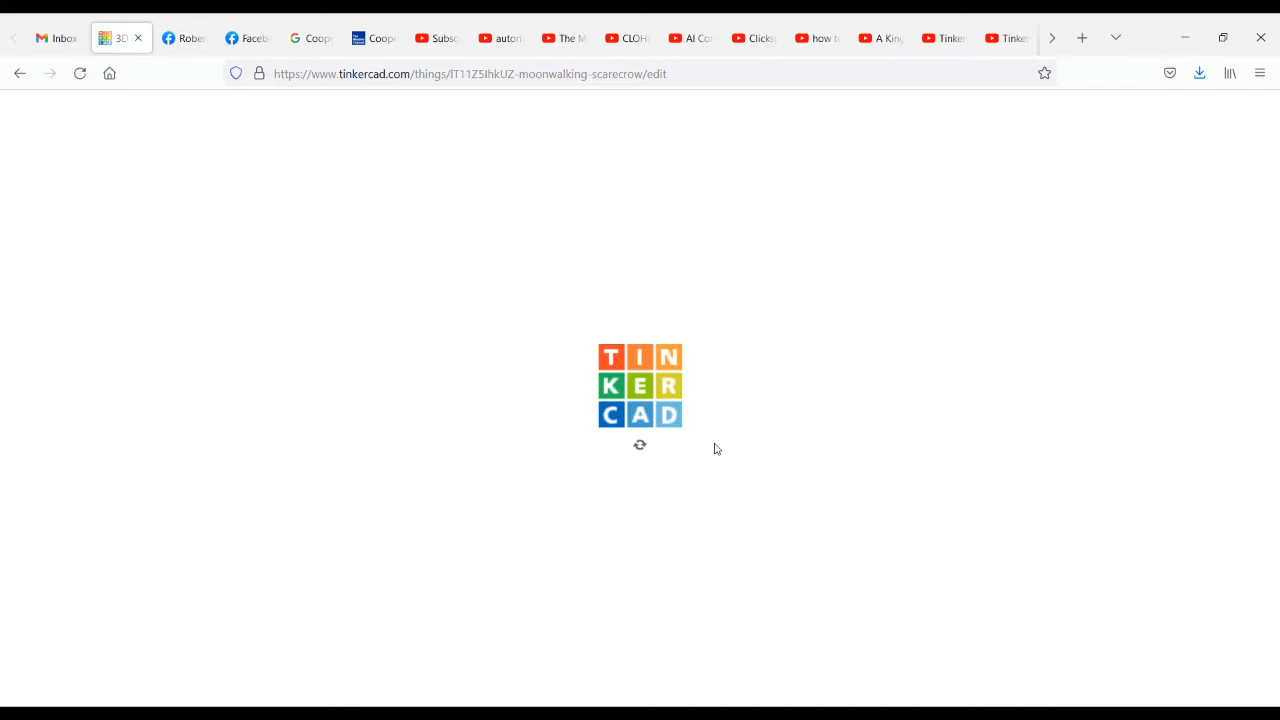 Inbox 3D Rober Faceb Coop Coope Subsc autom The M CLOH AI Co Clicks how t A King Tinker Tinker
https://www.tinkercad.com/things/lT11Z5IhkUZ-moonwalking-scarecrow/edit
TIN
KER
CAD